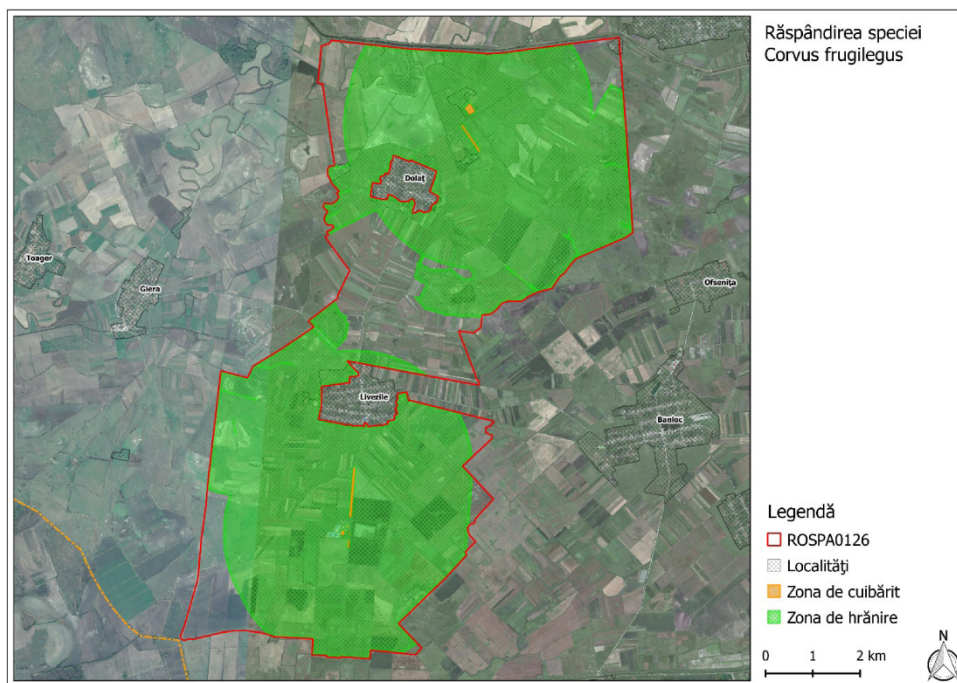 Răspândirea speciei
Corvus frugilegus
Dolaț
Toager
Giera
Ofsenița
Livezile
Banloc
Legendă
ROSPA0126
Localități
Zona de cuibărit
Zona de hrănire
N
0 1 2 km